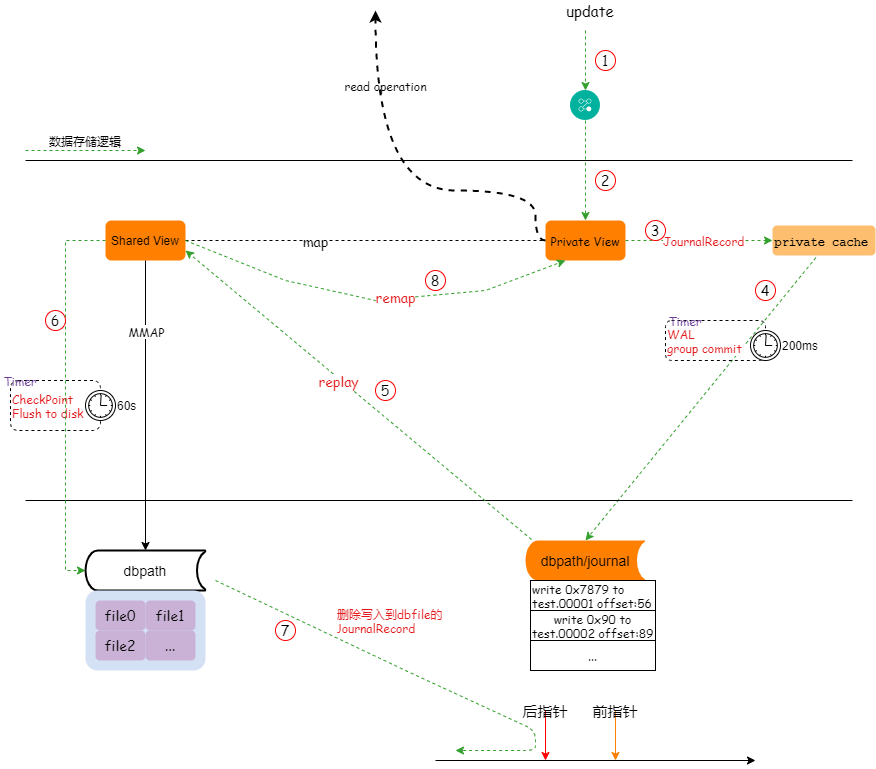 update
①
read operation
数据存储逻辑
②
Shared View
map
Private View
③
JournalRecord
private cache
⑧
remap
④
⑥
MMAP
Timer
WAL
group commit
200ms
Timer
CheckPoint
Flush to disk
60s
replay
⑤
dbpath
file0
file1
file2
...
dbpath/journal
write 0x7879 to
test.00001 offset:56
write 0x90 to
test.00002 offset:89
...
⑦
删除写入到dbfile的
JournalRecord
后指针
前指针